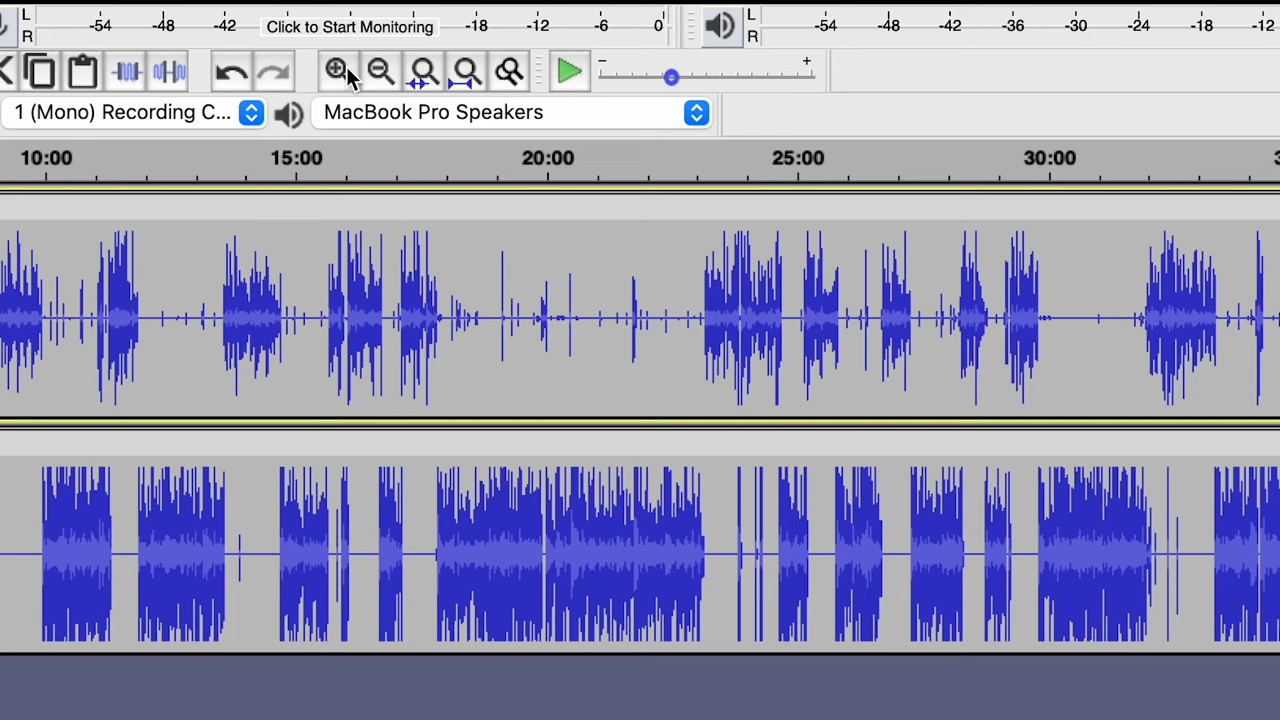 L -54 -48 -42 Click to Start Monitoring -18 -12 -6 0 L -54 -48 -42 -36 -30 -24 -18 -12
R R
- +
1 (Mono) Recording C... MacBook Pro Speakers
10:00 15:00 20:00 25:00 30:00